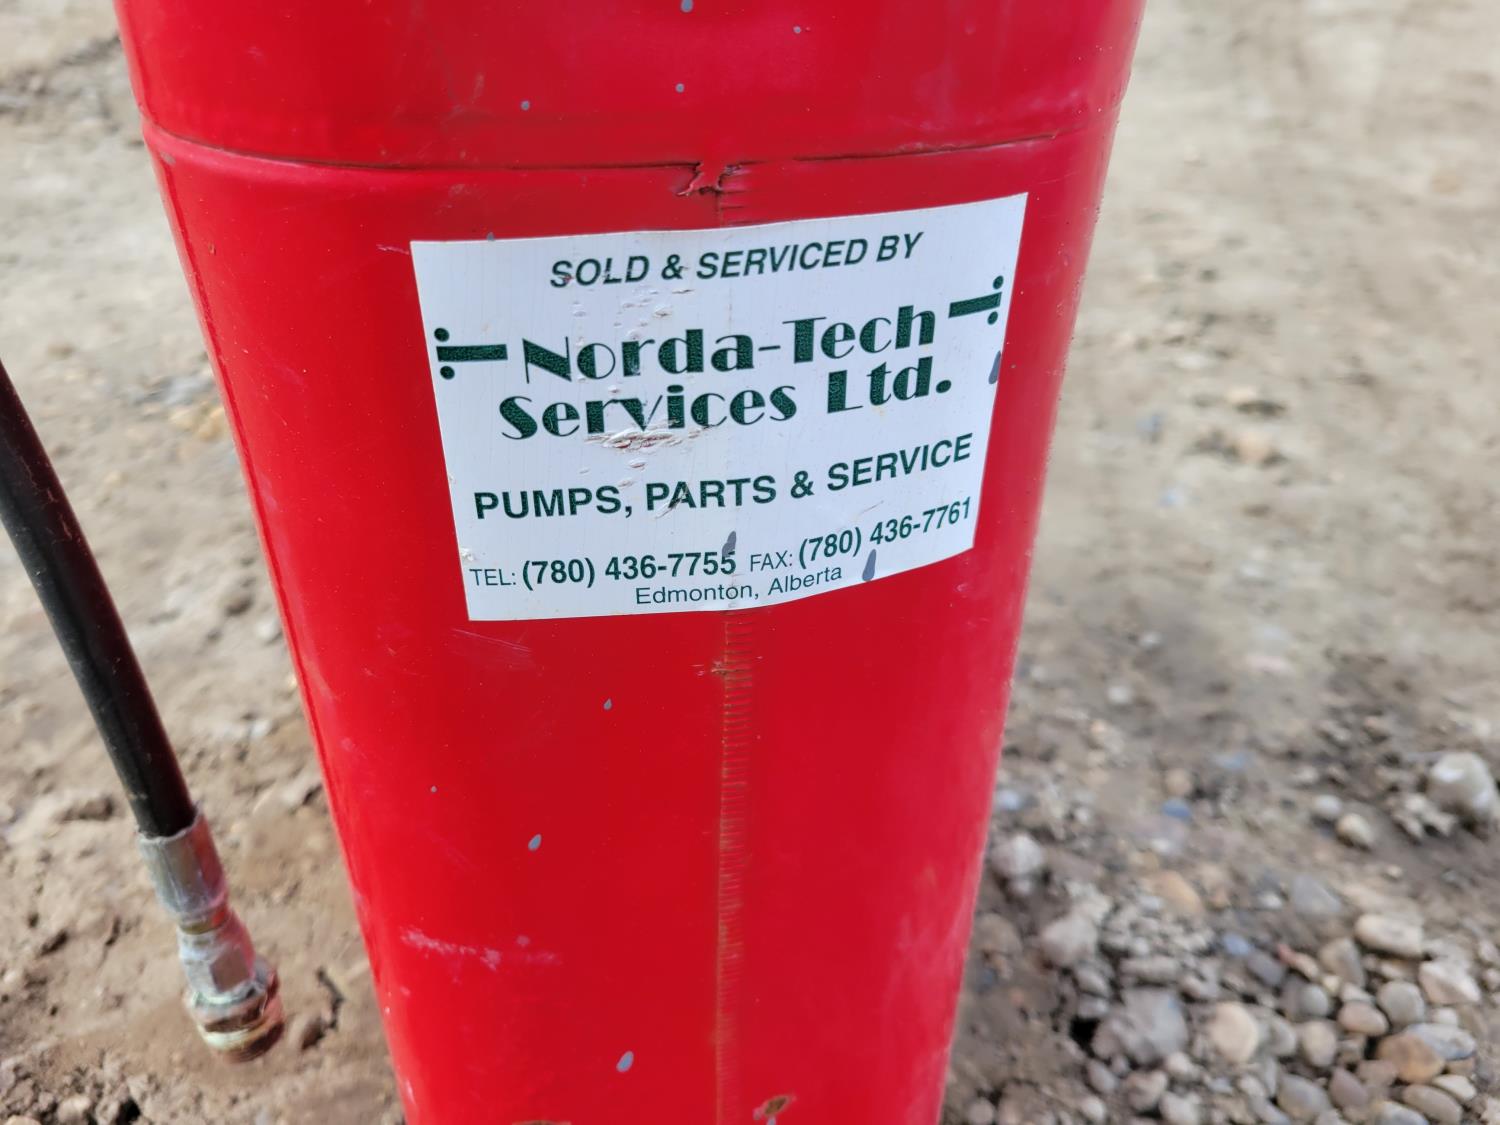 SOLD & SERVICED BY
Norda-Tech
Services Ltd.
PUMPS, PARTS & SERVICE
TEL: (780) 436-7755 FAX: (780) 436-7761
Edmonton, Alberta